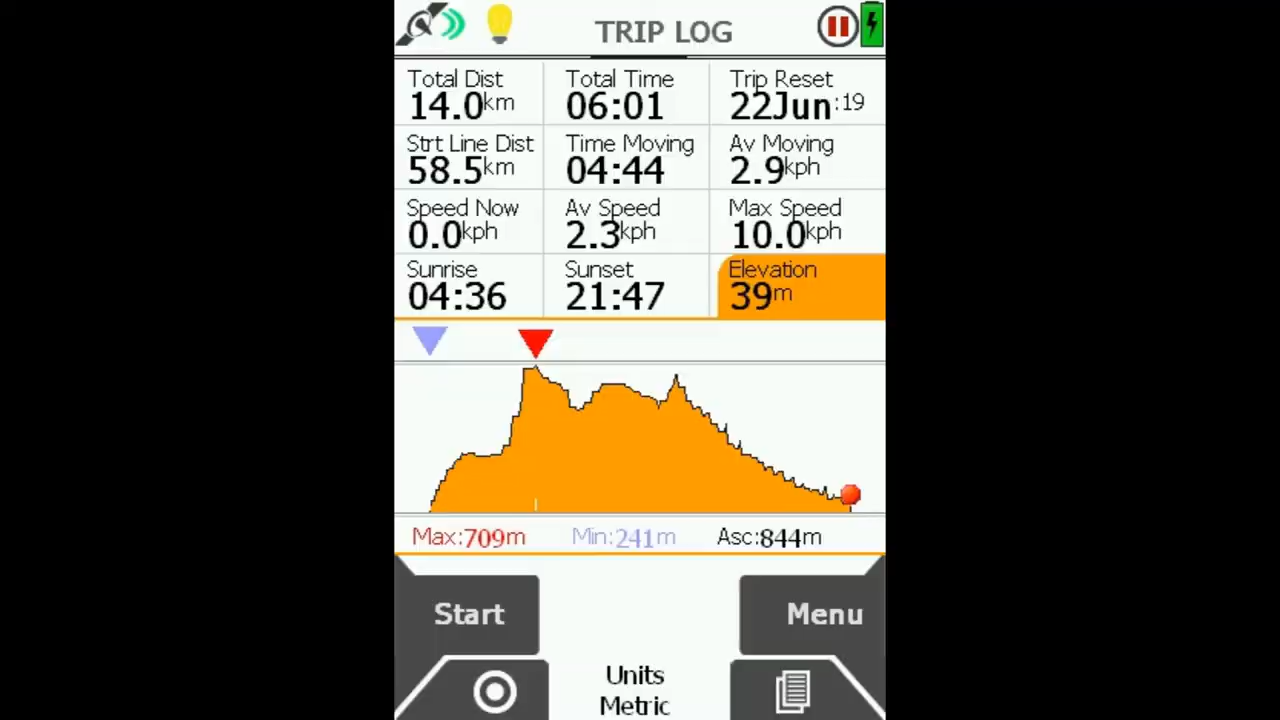 TRIP LOG
Total Dist Total Time Trip Reset
14.0km 06:01 22Jun:19
Strt Line Dist Time Moving Av Moving
58.5km 04:44 2.9kph
Speed Now Av Speed Max Speed
0.0kph 2.3kph 10.0kph
Sunrise Sunset Elevation
04:36 21:47 39m
Max:709m Min:241m Asc:844m
Start Menu
Units
Metric